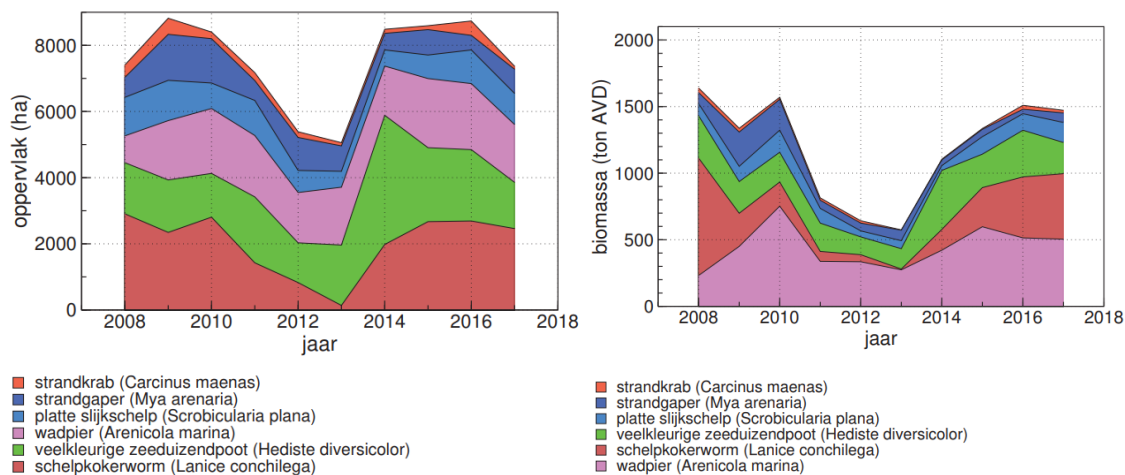 8000
6000
4000
2000
0
oppervlak (ha)
2008 2010 2012 2014 2016 2018
jaar
strandkrab (Carcinus maenas)
strandgaper (Mya arenaria)
platte slijkschelp (Scrobicularia plana)
wadpier (Arenicola marina)
veelkleurige zeeduizendpoot (Hediste diversicolor)
schelpkokerworm (Lanice conchilega)
2000
1500
1000
500
0
biomassa (ton AVD)
2008 2010 2012 2014 2016 2018
jaar
strandkrab (Carcinus maenas)
strandgaper (Mya arenaria)
platte slijkschelp (Scrobicularia plana)
veelkleurige zeeduizendpoot (Hediste diversicolor)
schelpkokerworm (Lanice conchilega)
wadpier (Arenicola marina)